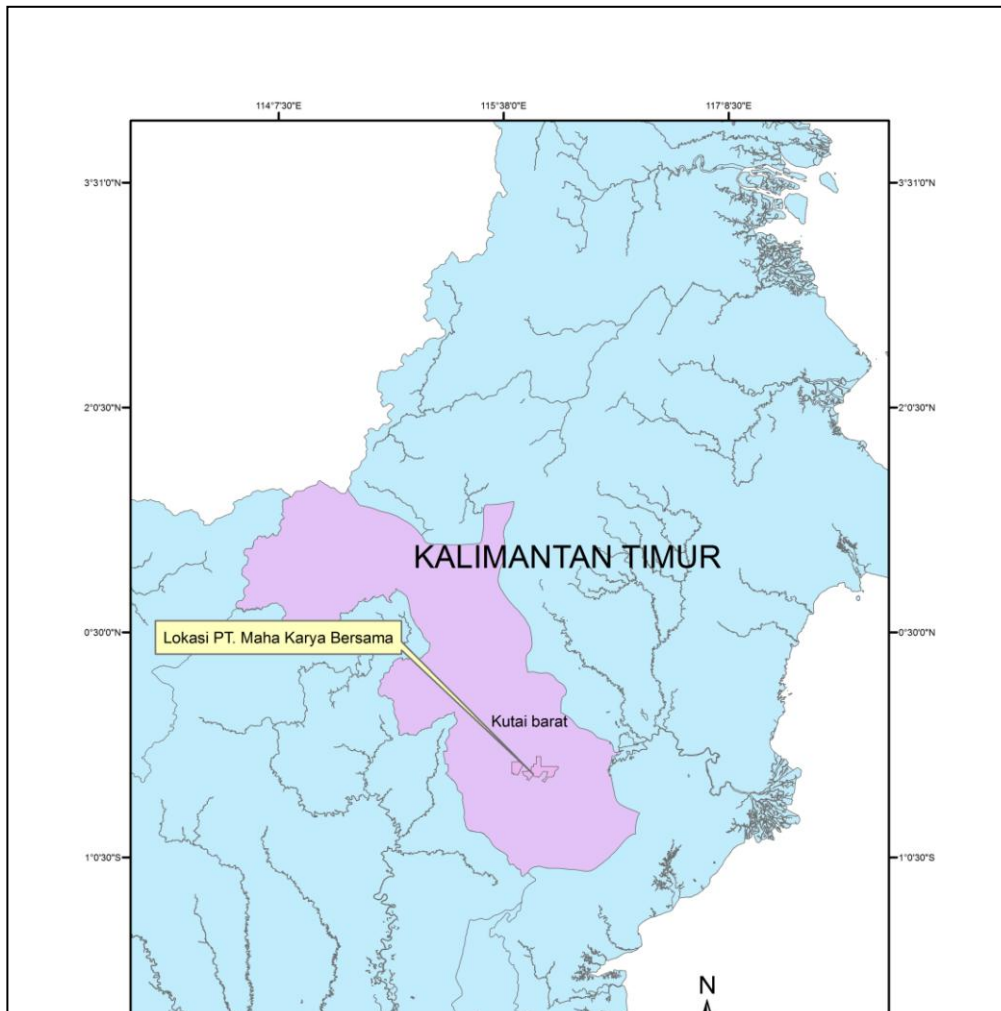 114°7'30"E 115°38'0"E 117°8'30"E
3°31'0"N 3°31'0"N
2°0'30"N 2°0'30"N
KALIMANTAN TIMUR
0°30'0"N 0°30'0"N
Lokasi PT. Maha Karya Bersama
Kutai barat
1°0'30"S 1°0'30"S
N